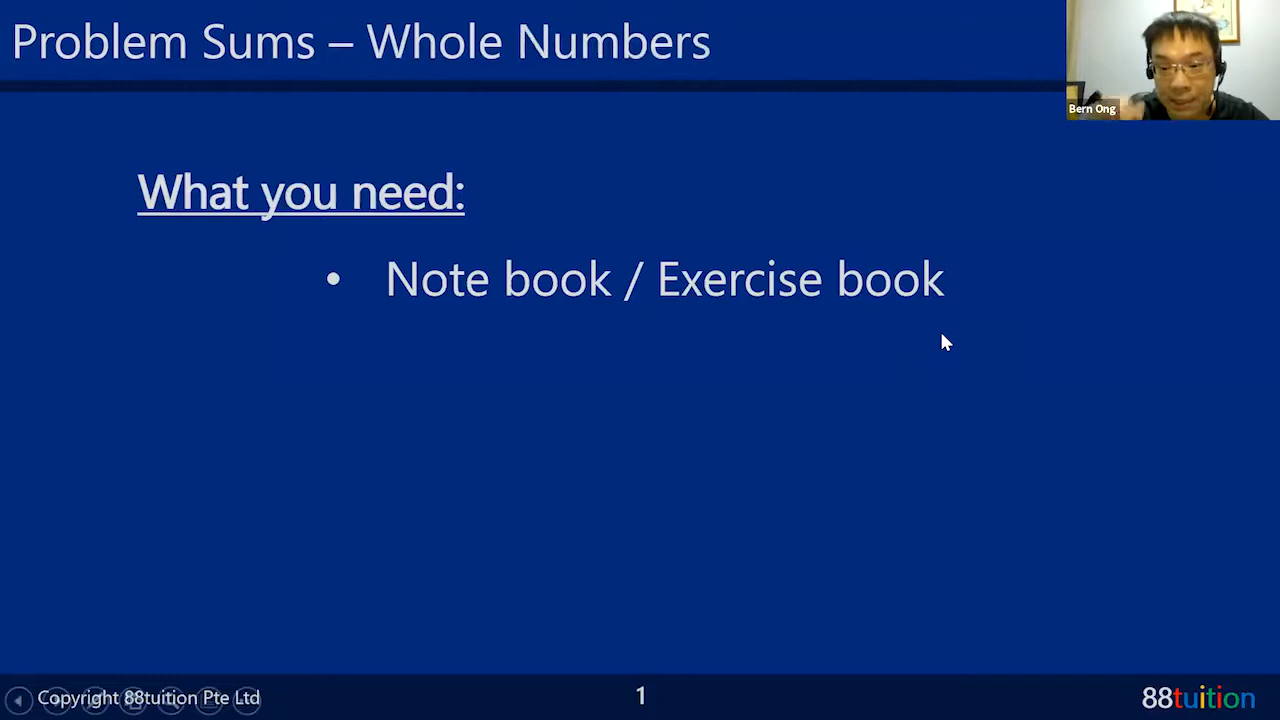 Problem Sums – Whole Numbers
Bern Ong
What you need:
• Note book / Exercise book
Copyright 88tuition Pte Ltd
1
88tuition